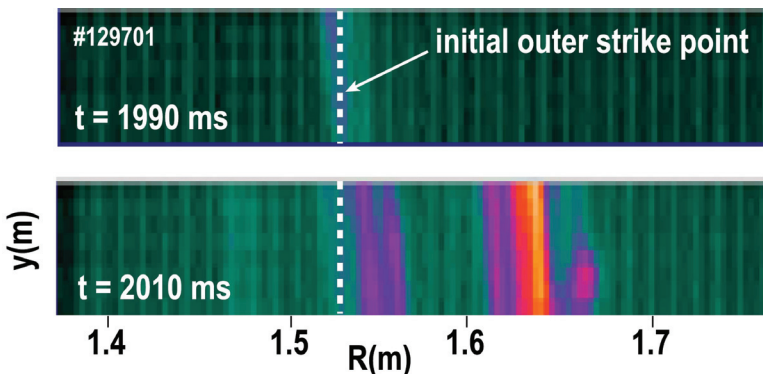 #129701
initial outer strike point
t = 1990 ms
y(m)
t = 2010 ms
1.4 1.5 1.6 1.7
R(m)